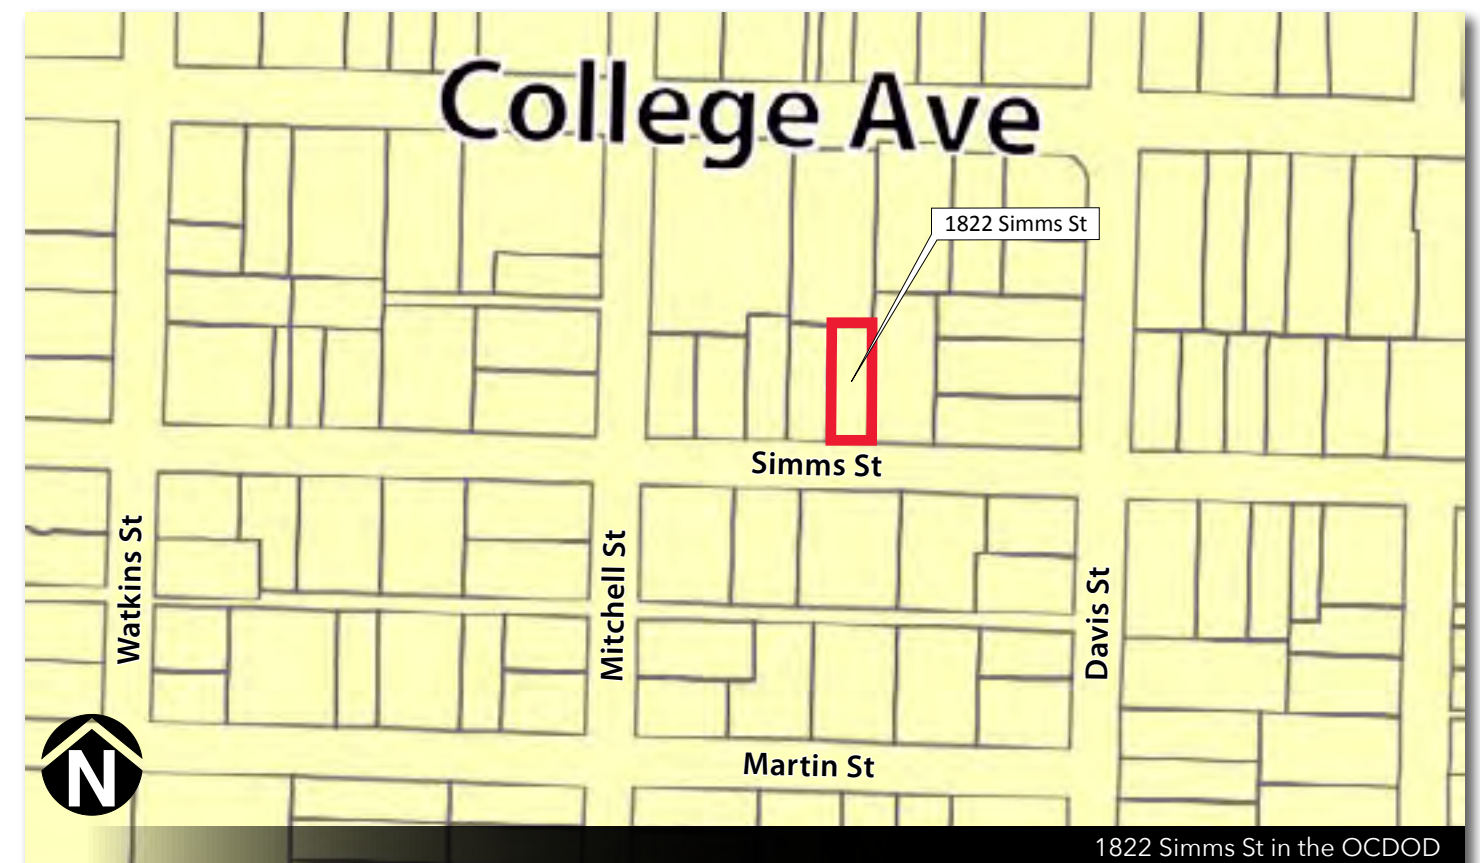 College Ave
1822 Simms St
Simms St
Watkins St
Mitchell St
Davis St
Martin St
N
1822 Simms St in the OCDOD